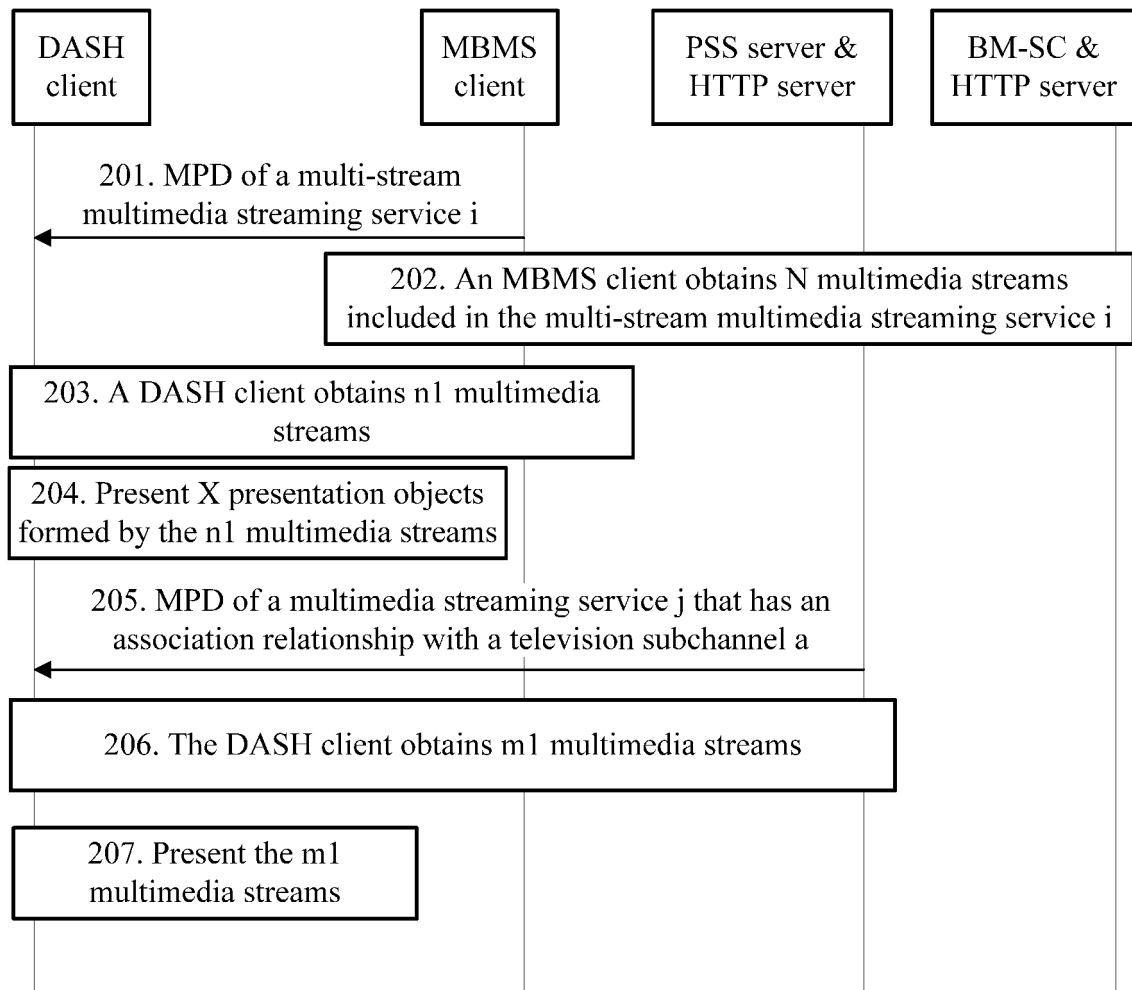 DASH
client
MBMS
client
PSS server &
HTTP server
BM-SC &
HTTP server
201. MPD of a multi-stream
multimedia streaming service i
202. An MBMS client obtains N multimedia streams
included in the multi-stream multimedia streaming service i
203. A DASH client obtains n1 multimedia
streams
204. Present X presentation objects
formed by the n1 multimedia streams
205. MPD of a multimedia streaming service j that has an
association relationship with a television subchannel a
206. The DASH client obtains m1 multimedia streams
207. Present the m1
multimedia streams